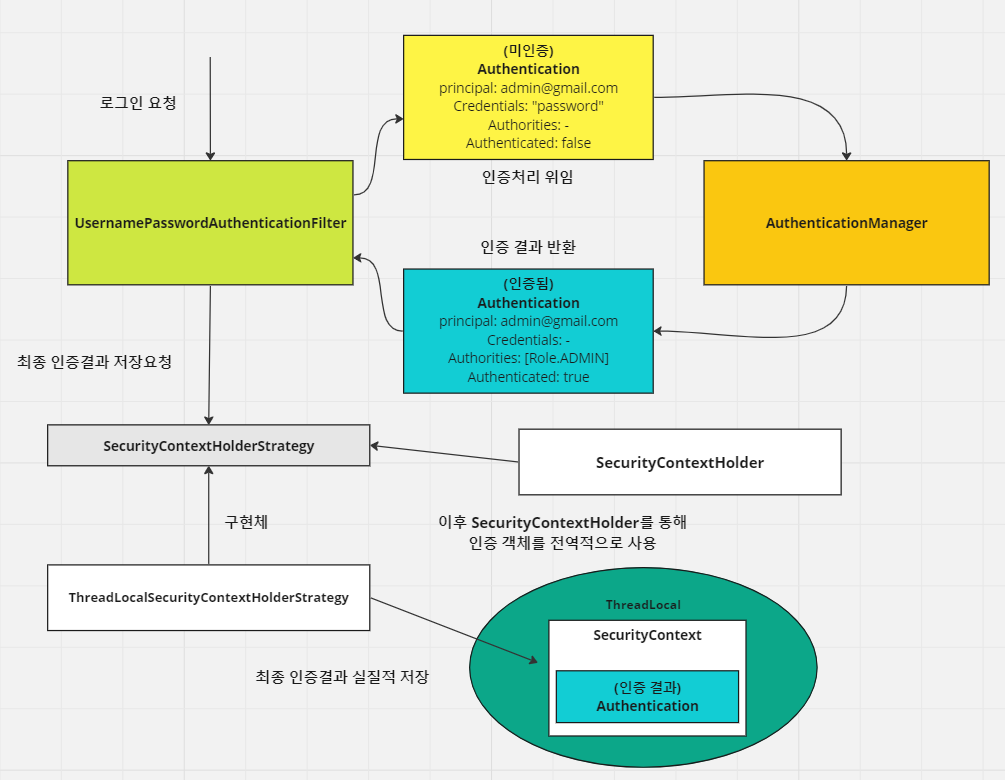 로그인 요청
(미인증)
Authentication
principal: admin@gmail.com
Credentials: "password"
Authorities: -
Authenticated: false
인증처리 위임
UsernamePasswordAuthenticationFilter
AuthenticationManager
인증 결과 반환
(인증됨)
Authentication
principal: admin@gmail.com
Credentials: -
Authorities: [Role.ADMIN]
Authenticated: true
최종 인증결과 저장요청
SecurityContextHolderStrategy
SecurityContextHolder
구현체
이후 SecurityContextHolder를 통해
인증 객체를 전역적으로 사용
ThreadLocalSecurityContextHolderStrategy
최종 인증결과 실질적 저장
ThreadLocal
SecurityContext
(인증 결과)
Authentication